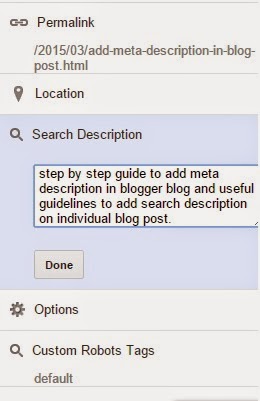 Permalink
/2015/03/add-meta-description-in-blog-
post.html
Location
Search Description
step by step guide to add meta
description in blogger blog and useful
guidelines to add search description
on individual blog post.
Done
Options
Custom Robots Tags
default